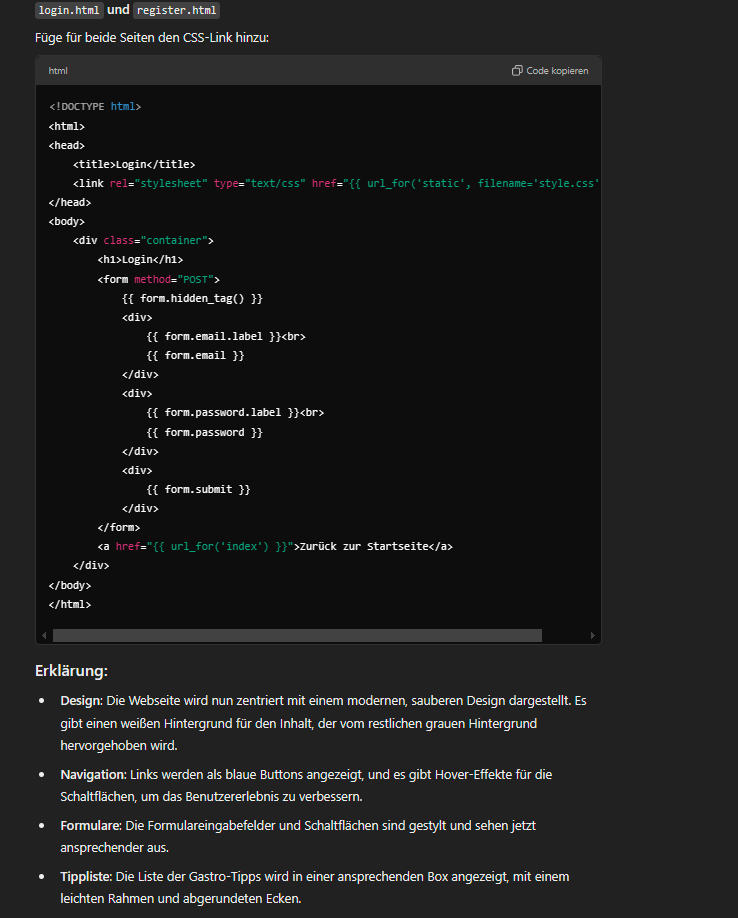 login.html und register.html
Füge für beide Seiten den CSS-Link hinzu:
html Code kopieren
<!DOCTYPE html>
<html>
<head>
    <title>Login</title>
    <link rel="stylesheet" type="text/css" href="{{ url_for('static', filename='style.css'
</head>
<body>
    <div class="container">
        <h1>Login</h1>
        <form method="POST">
            {{ form.hidden_tag() }}
            <div>
                {{ form.email.label }}<br>
                {{ form.email }}
            </div>
            <div>
                {{ form.password.label }}<br>
                {{ form.password }}
            </div>
            <div>
                {{ form.submit }}
            </div>
        </form>
        <a href="{{ url_for('index') }}">Zurück zur Startseite</a>
    </div>
</body>
</html>
Erklärung:
• Design: Die Webseite wird nun zentriert mit einem modernen, sauberen Design dargestellt. Es
gibt einen weißen Hintergrund für den Inhalt, der vom restlichen grauen Hintergrund
hervorgehoben wird.
• Navigation: Links werden als blaue Buttons angezeigt, und es gibt Hover-Effekte für die
Schaltflächen, um das Benutzererlebnis zu verbessern.
• Formulare: Die Formulareingabefelder und Schaltflächen sind gestylt und sehen jetzt
ansprechender aus.
• Tippliste: Die Liste der Gastro-Tipps wird in einer ansprechenden Box angezeigt, mit einem
leichten Rahmen und abgerundeten Ecken.